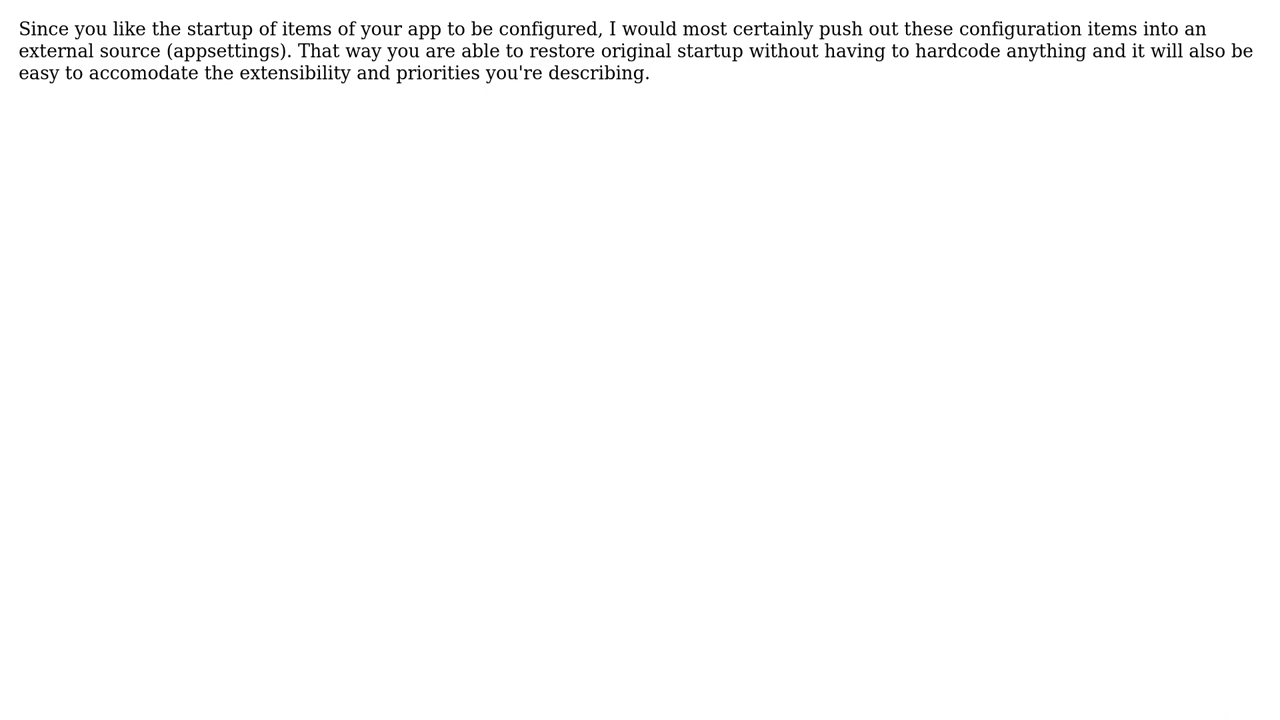 Since you like the startup of items of your app to be configured, I would most certainly push out these configuration items into an
external source (appsettings). That way you are able to restore original startup without having to hardcode anything and it will also be
easy to accomodate the extensibility and priorities you're describing.